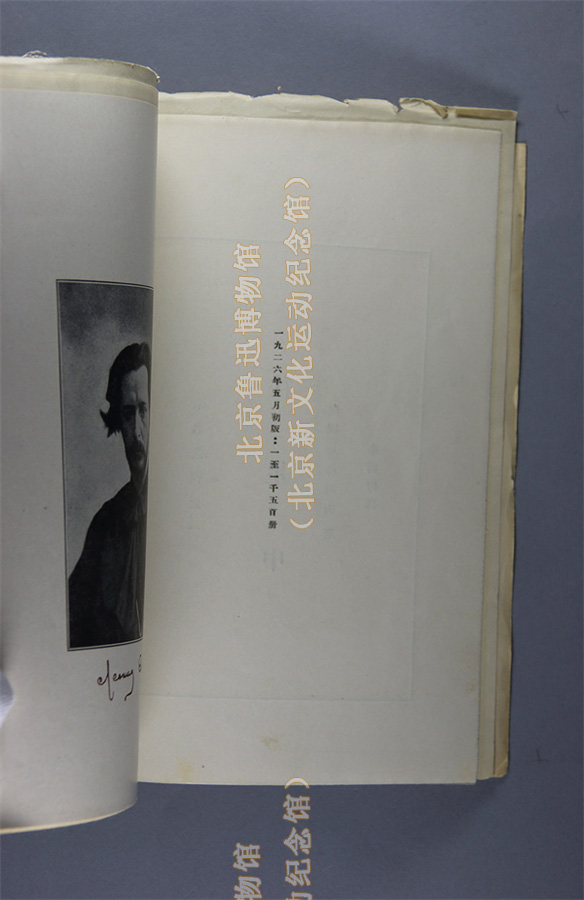 一九二六年五月初版：一至一千五百册
北京鲁迅博物馆
（北京新文化运动纪念馆）
物馆
动纪念馆）